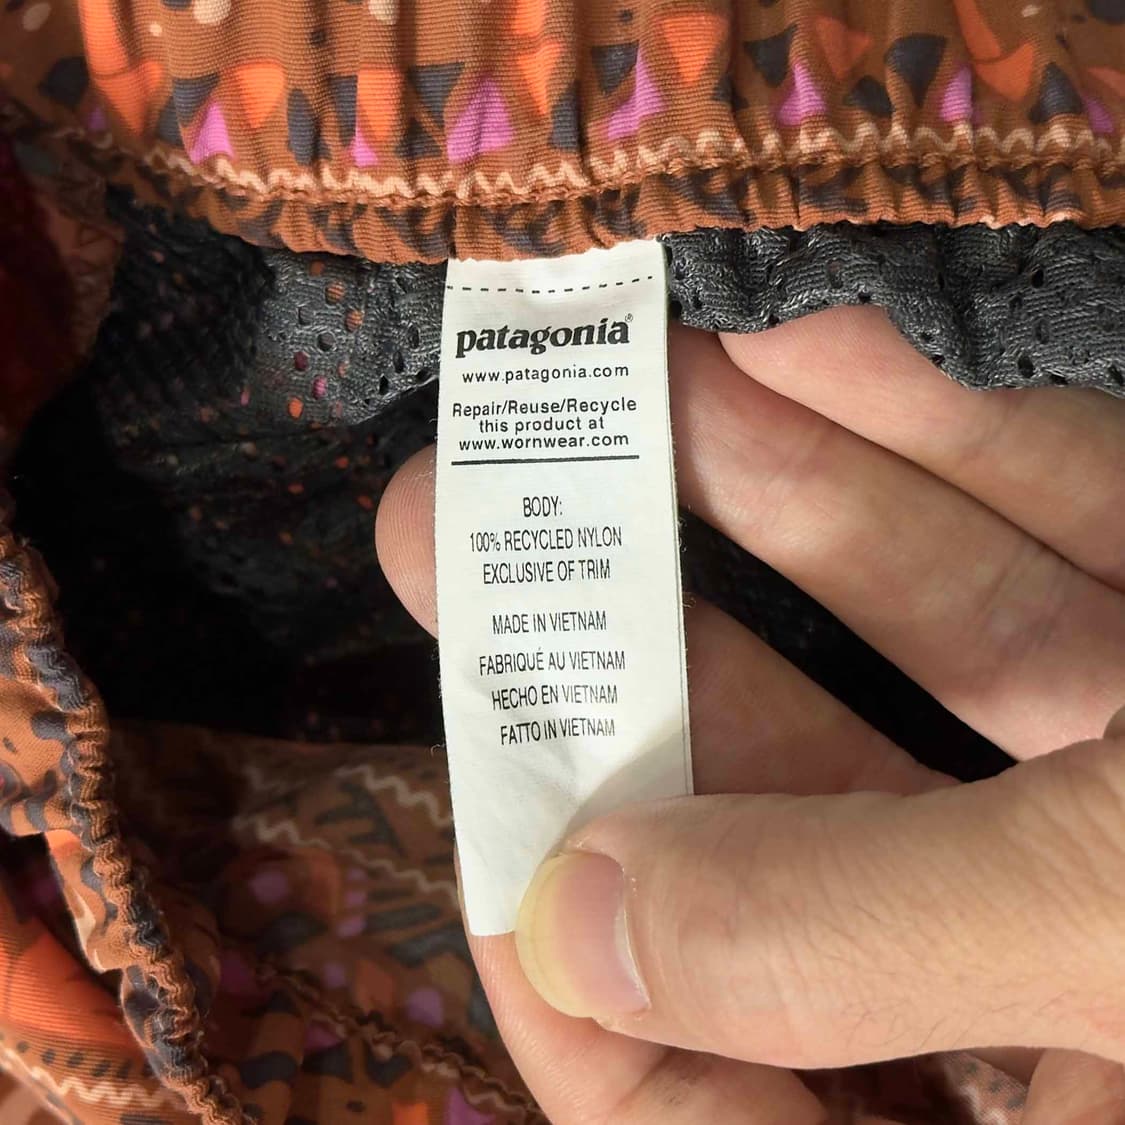 patagonia®
www.patagonia.com
Repair/Reuse/Recycle
this product at
www.wornwear.com
BODY:
100% RECYCLED NYLON
EXCLUSIVE OF TRIM
MADE IN VIETNAM
FABRIQUÉ AU VIETNAM
HECHO EN VIETNAM
FATTO IN VIETNAM